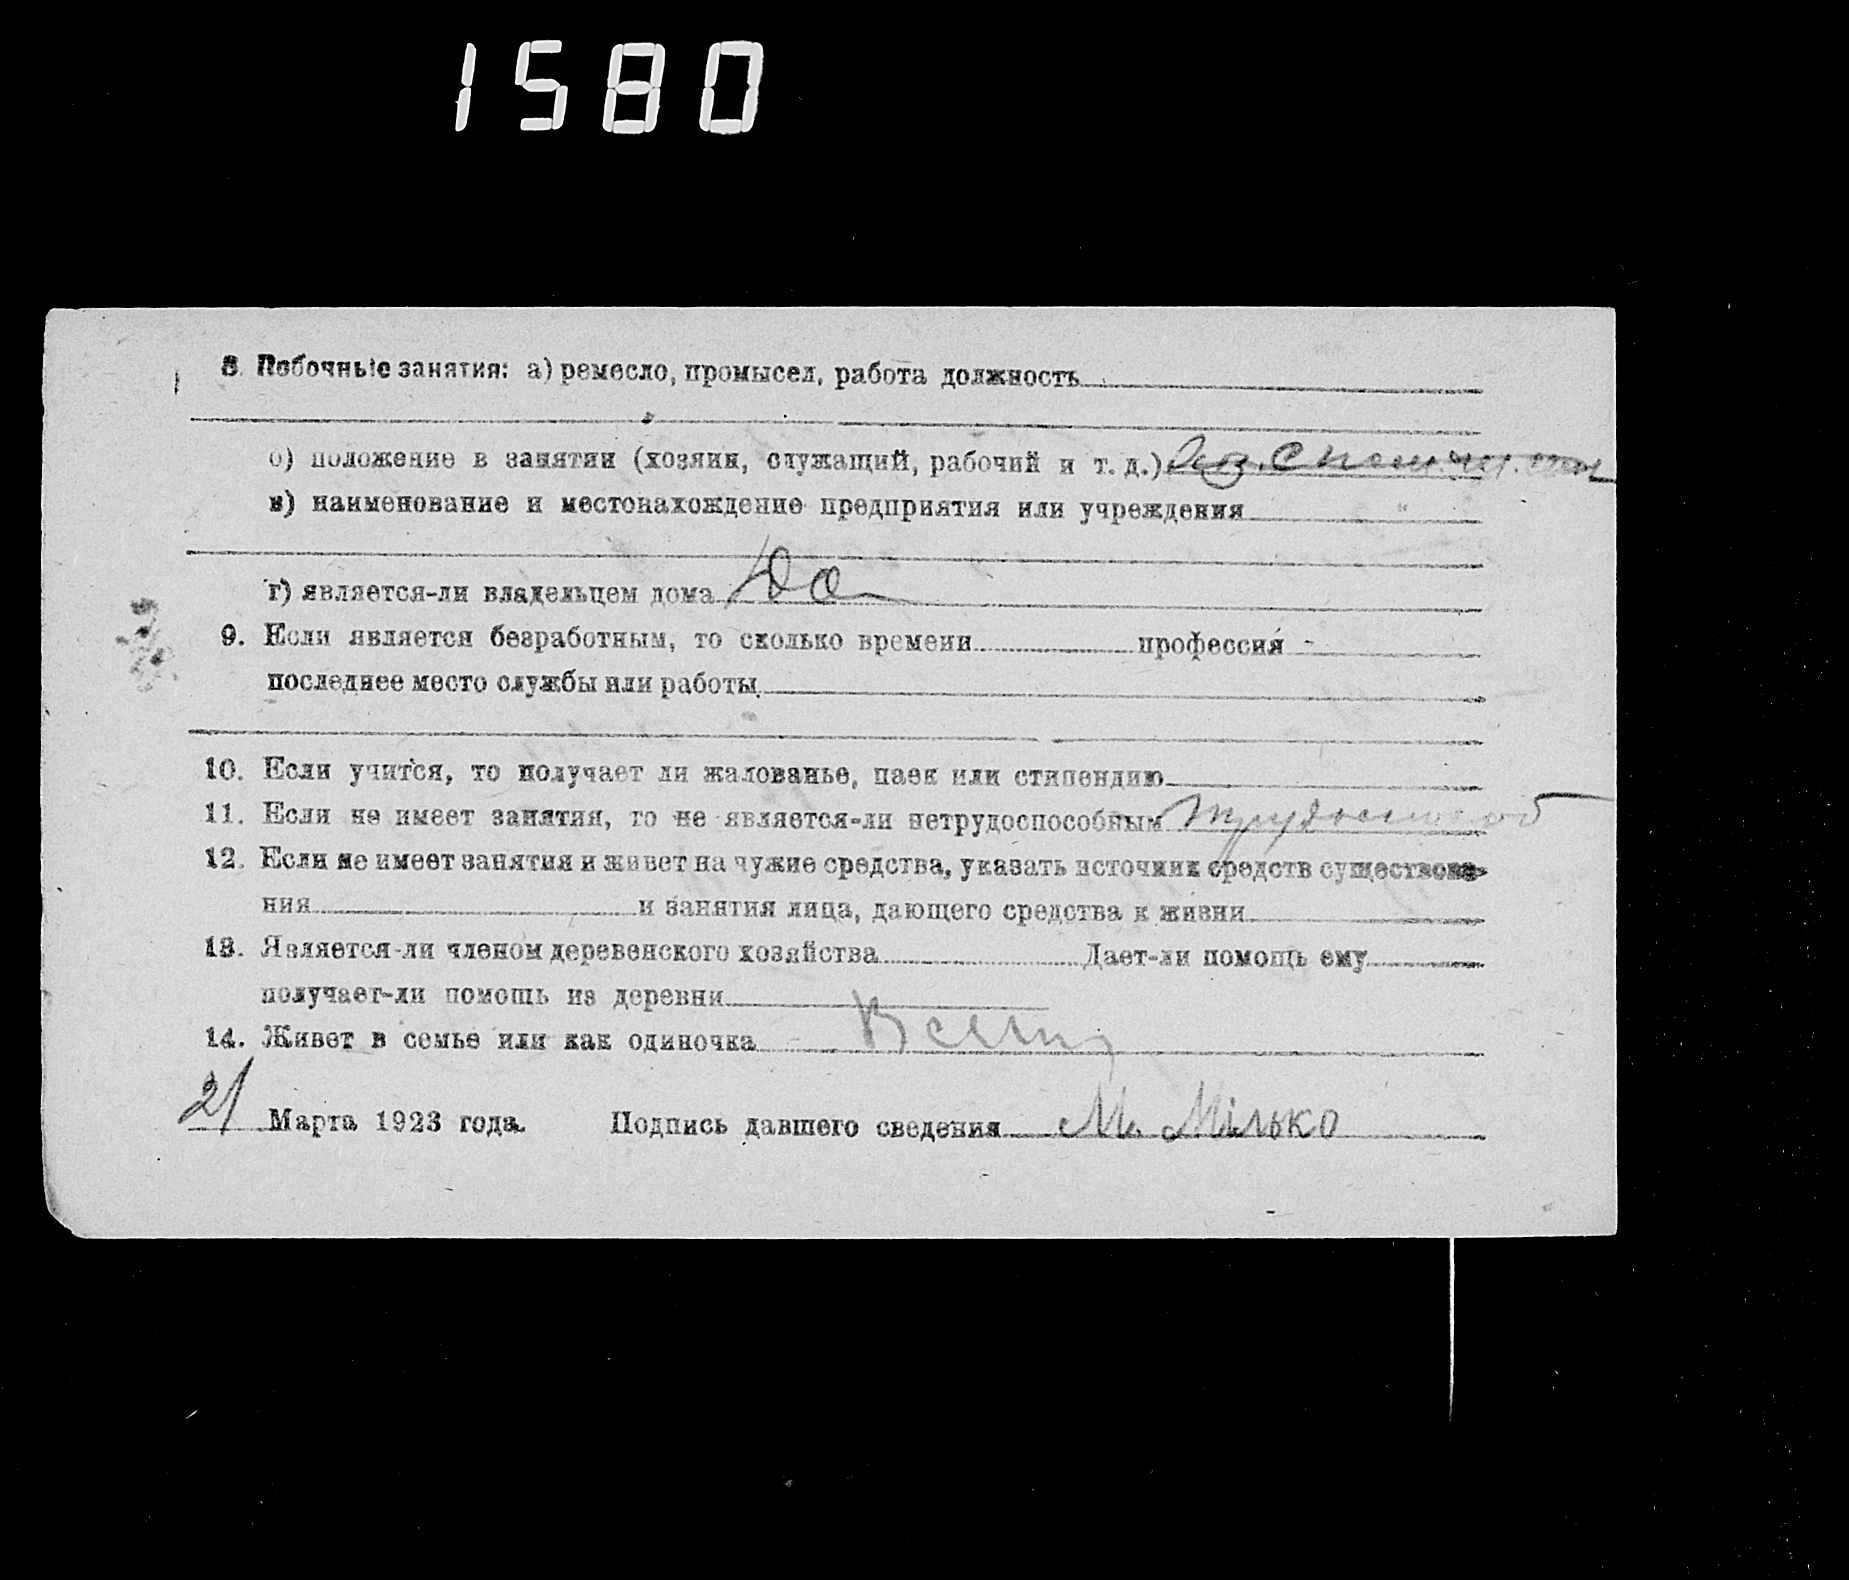 1580
8. Побочные занятия: а) ремесло, промысел, работа должность
б) положение в занятии (хозяин, служащий, рабочий и т. д.)
в) наименование и местонахождение предприятия или учреждения
г) является-ли владельцем дома Да
9. Если является безработным, то сколько времени профессия -
последнее место службы или работы
10. Если учится, то получает ли жалованье, паек или стипендию
11. Если не имеет занятия, то не является-ли нетрудоспособным трудоспособ
12. Если не имеет занятия и живет на чужие средства, указать источник средств существова-
ния и занятия лица, дающего средства к жизни
13. Является-ли членом деревенского хозяйства Дает-ли помощь ему
получает-ли помощь из деревни
14. Живет в семье или как одиночка
21 Марта 1923 года. Подпись давшего сведения М. Мілько